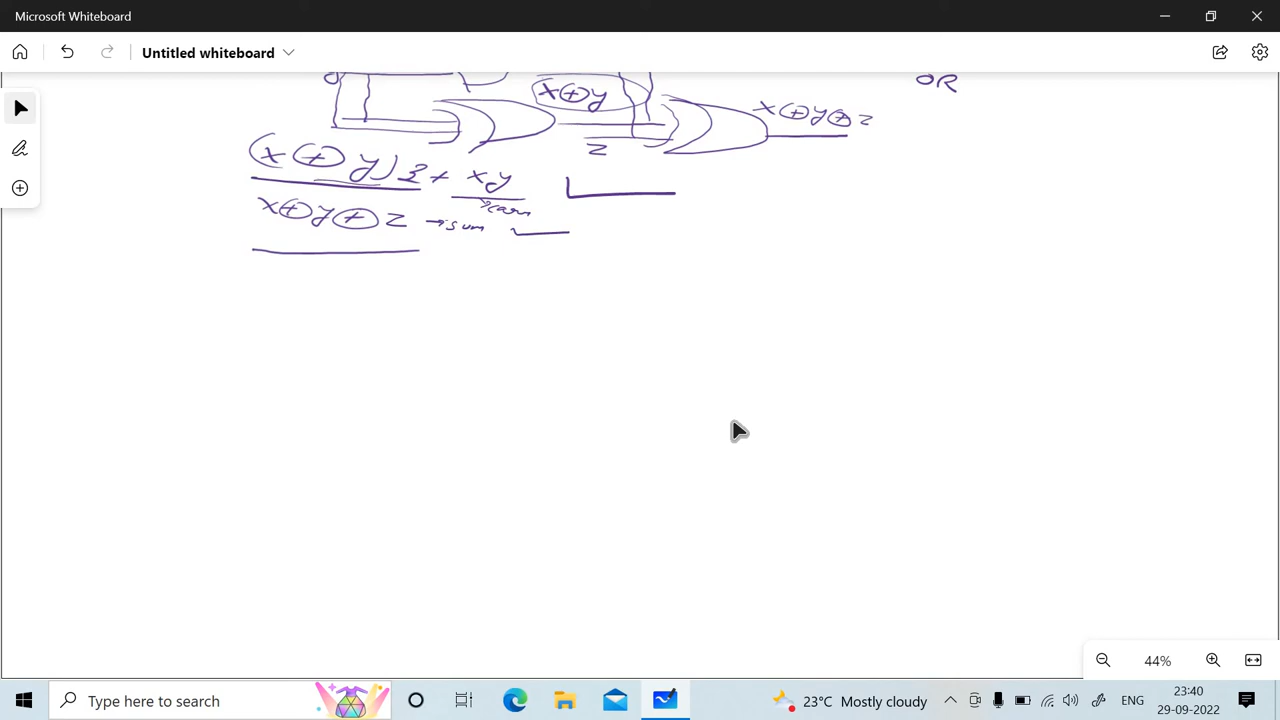 Microsoft Whiteboard
Untitled whiteboard
OR
x⊕y
x⊕y⊕z
z
(x⊕y)z + xy
→carry
x⊕y⊕z →sum
44%
Type here to search
23°C Mostly cloudy
ENG
23:40
29-09-2022